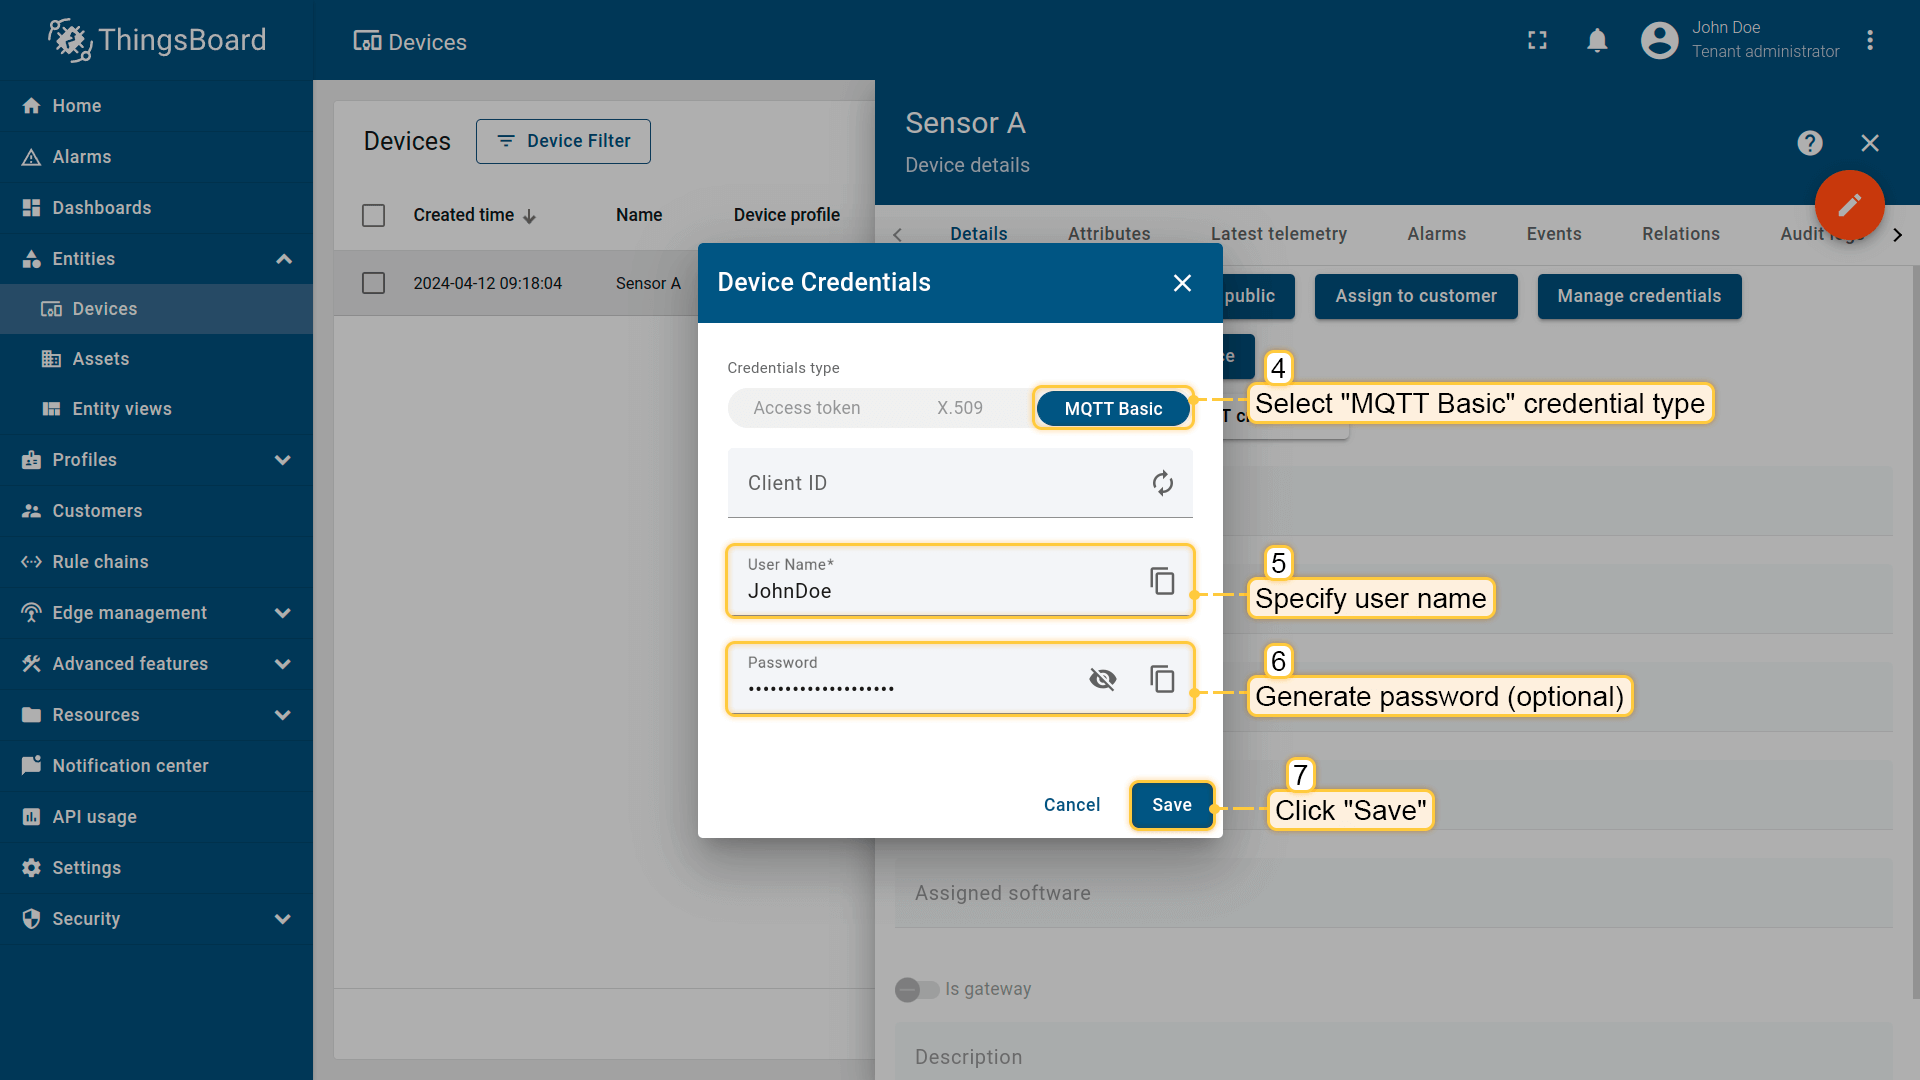 ThingsBoard
Devices
John Doe
Tenant administrator
Home
Alarms
Dashboards
Entities
Devices
Assets
Entity views
Profiles
Customers
Rule chains
Edge management
Advanced features
Resources
Notification center
API usage
Settings
Security
Devices
Device Filter
Created time
Name
Device profile
2024-04-12 09:18:04
Sensor A
Sensor A
Device details
Details
Attributes
Latest telemetry
Alarms
Events
Relations
Audit logs
public
Assign to customer
Manage credentials
ce
T c
Device Credentials
Credentials type
Access token
X.509
MQTT Basic
4
Select "MQTT Basic" credential type
Client ID
User Name*
JohnDoe
5
Specify user name
Password
••••••••••••••••••••
6
Generate password (optional)
Cancel
Save
7
Click "Save"
Assigned software
Is gateway
Description